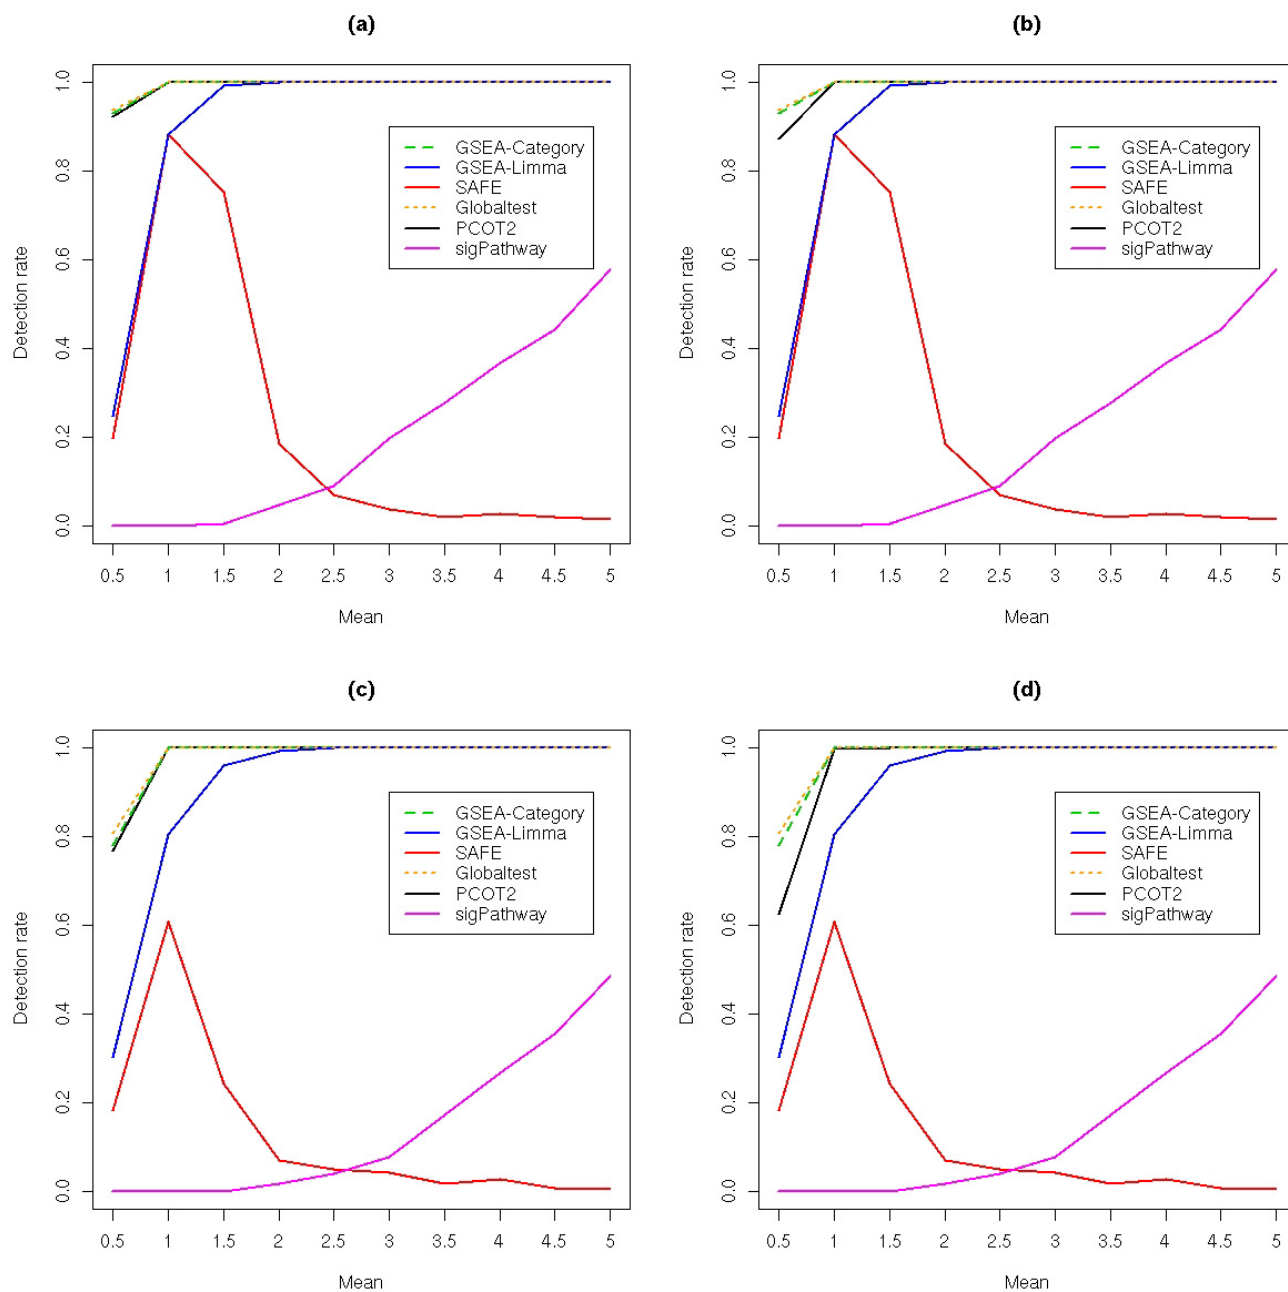 (a)
1.0
0.8
0.6
0.4
0.2
0.0
Detection rate
GSEA-Category
GSEA-Limma
SAFE
Globaltest
PCOT2
sigPathway
0.5 1 1.5 2 2.5 3 3.5 4 4.5 5
Mean
(b)
1.0
0.8
0.6
0.4
0.2
0.0
Detection rate
GSEA-Category
GSEA-Limma
SAFE
Globaltest
PCOT2
sigPathway
0.5 1 1.5 2 2.5 3 3.5 4 4.5 5
Mean
(c)
1.0
0.8
0.6
0.4
0.2
0.0
Detection rate
GSEA-Category
GSEA-Limma
SAFE
Globaltest
PCOT2
sigPathway
0.5 1 1.5 2 2.5 3 3.5 4 4.5 5
Mean
(d)
1.0
0.8
0.6
0.4
0.2
0.0
Detection rate
GSEA-Category
GSEA-Limma
SAFE
Globaltest
PCOT2
sigPathway
0.5 1 1.5 2 2.5 3 3.5 4 4.5 5
Mean